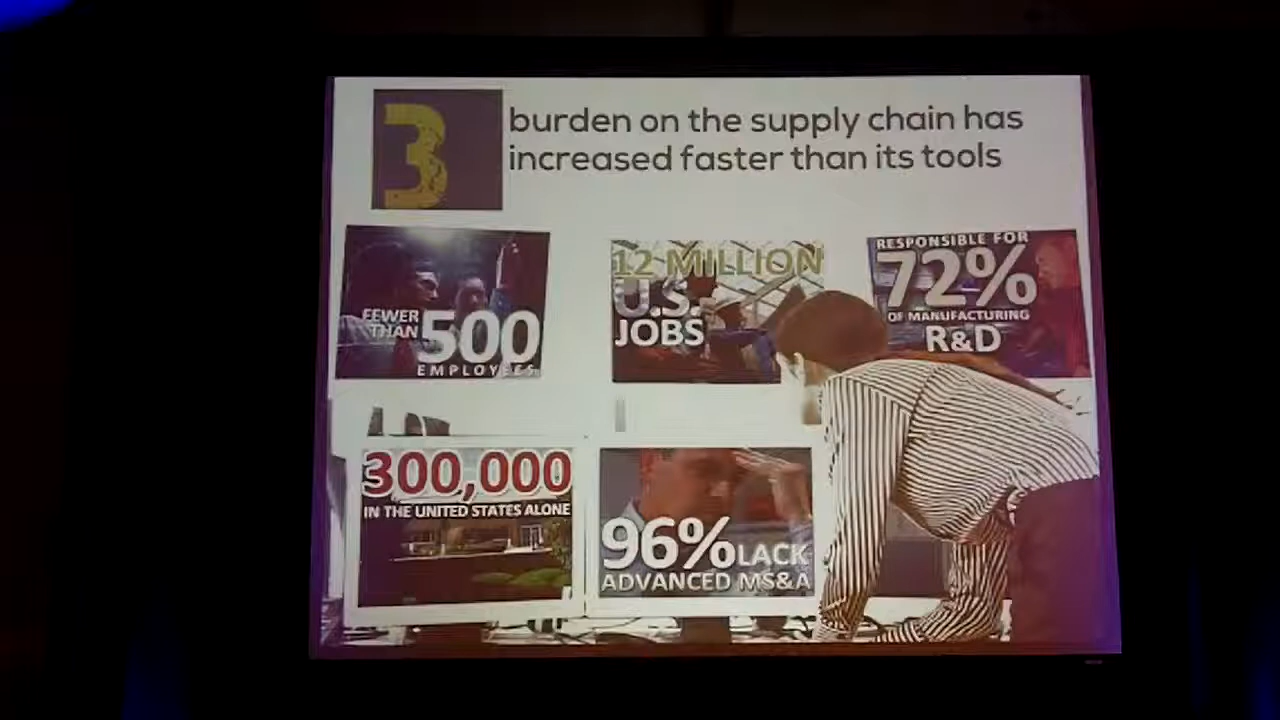 3
burden on the supply chain has
increased faster than its tools
FEWER
THAN
500
EMPLOYEES
12 MILLION
U.S.
JOBS
RESPONSIBLE FOR
72%
OF MANUFACTURING
R&D
300,000
IN THE UNITED STATES ALONE
96% LACK
ADVANCED MS&A